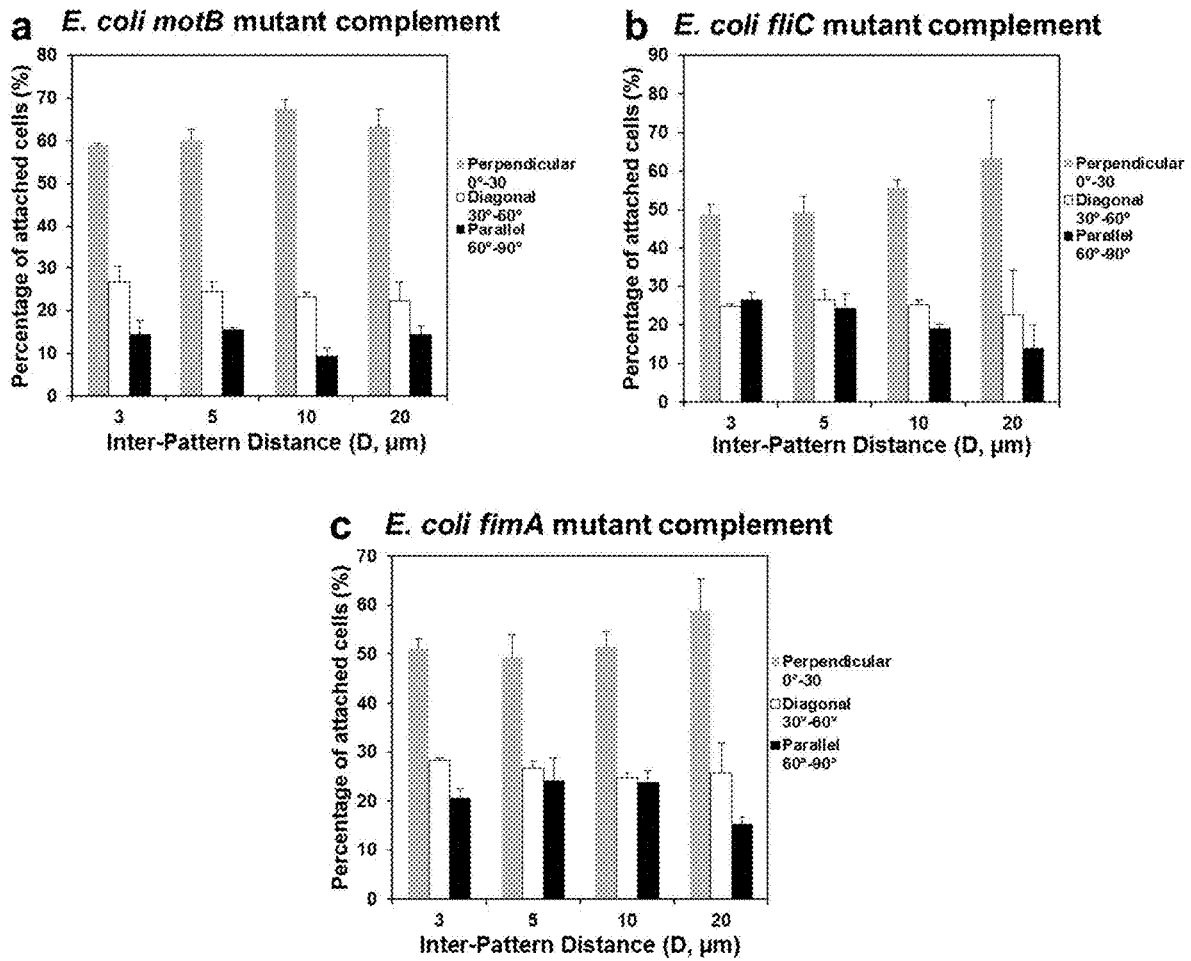 a E. coli motB mutant complement
80
70
60
50
40
30
20
10
0
Percentage of attached cells (%)
3 5 10 20
Inter-Pattern Distance (D, µm)
Perpendicular
0°-30
Diagonal
30°-60°
Parallel
60°-90°
b E. coli fliC mutant complement
90
80
70
60
50
40
30
20
10
0
Percentage of attached cells (%)
3 5 10 20
Inter-Pattern Distance (D, µm)
Perpendicular
0°-30
Diagonal
30°-60°
Parallel
60°-90°
c E. coli fimA mutant complement
70
60
50
40
30
20
10
0
Percentage of attached cells (%)
3 5 10 20
Inter-Pattern Distance (D, µm)
Perpendicular
0°-30
Diagonal
30°-60°
Parallel
60°-90°